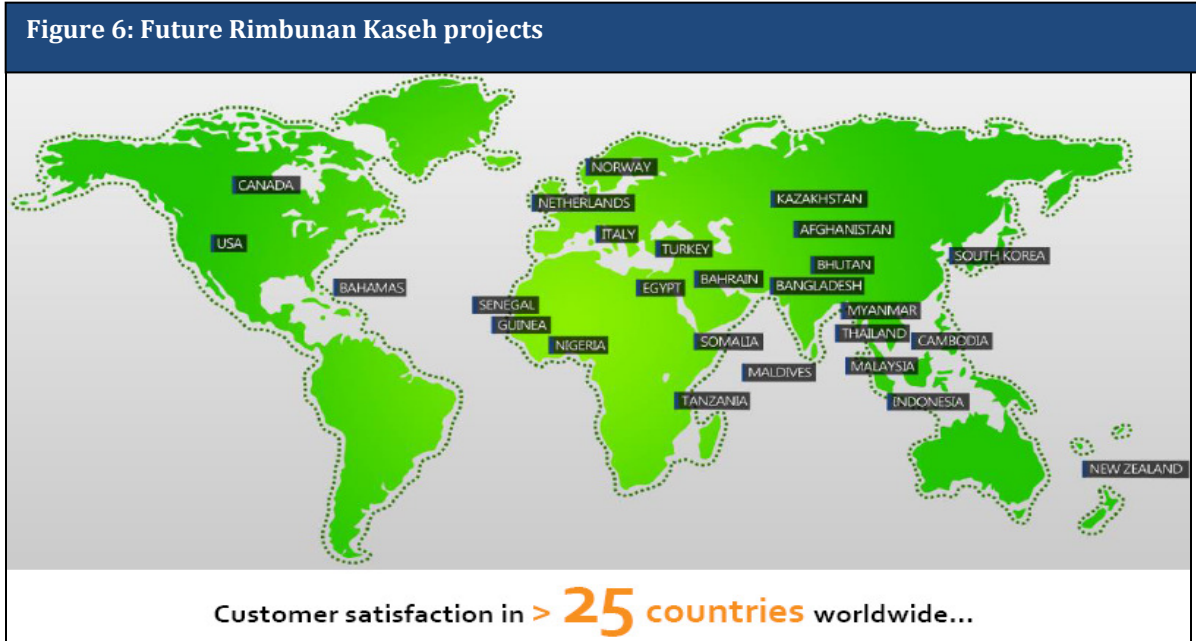 Figure 6: Future Rimbunan Kaseh projects
NORWAY
CANADA
NETHERLANDS
KAZAKHSTAN
ITALY
AFGHANISTAN
USA
TURKEY
SOUTH KOREA
BHUTAN
BAHRAIN
BAHAMAS
EGYPT
BANGLADESH
SENEGAL
MYANMAR
GUINEA
THAILAND
NIGERIA
SOMALIA
CAMBODIA
MALAYSIA
MALDIVES
TANZANIA
INDONESIA
NEW ZEALAND
Customer satisfaction in > 25 countries worldwide...